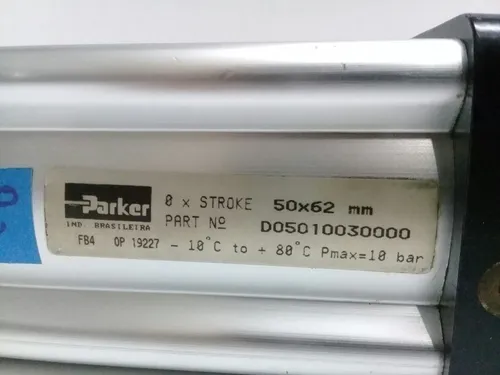 Parker
IND. BRASILEIRA
Ø x STROKE 50x62 mm
PART Nº D05010030000
FB4 OP 19227 - 10°C to + 80°C Pmax=10 bar